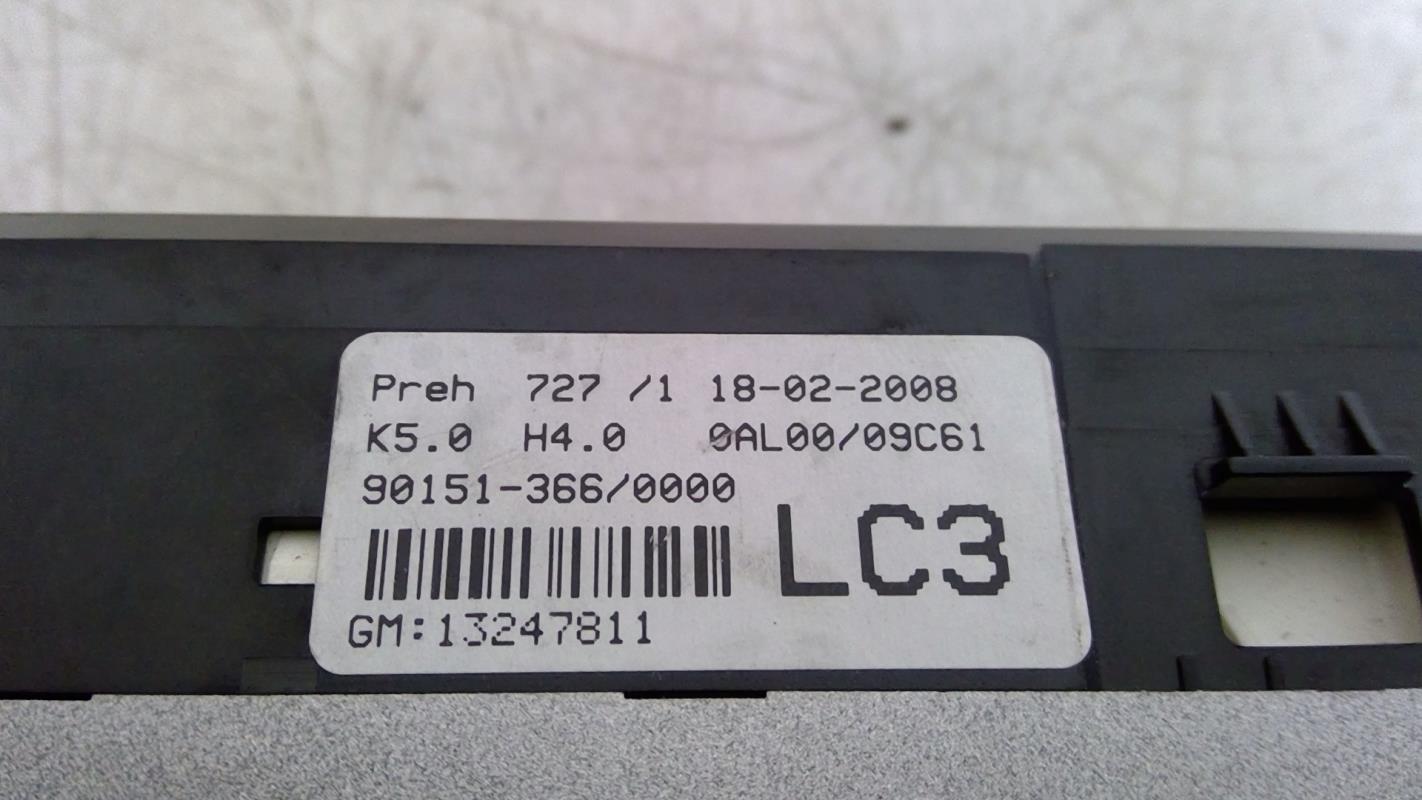 Preh 727 /1 18-02-2008
K5.0 H4.0 0AL00/09C61
90151-366/0000
LC3
GM:13247811